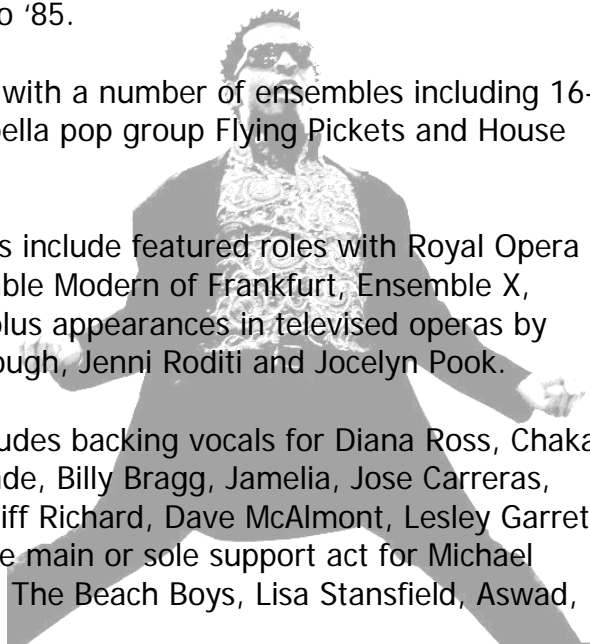 o ‘85.
with a number of ensembles including 16-
ella pop group Flying Pickets and House
s include featured roles with Royal Opera
ble Modern of Frankfurt, Ensemble X,
plus appearances in televised operas by
ough, Jenni Roditi and Jocelyn Pook.
udes backing vocals for Diana Ross, Chaka
de, Billy Bragg, Jamelia, Jose Carreras,
iff Richard, Dave McAlmont, Lesley Garret
e main or sole support act for Michael
The Beach Boys, Lisa Stansfield, Aswad,